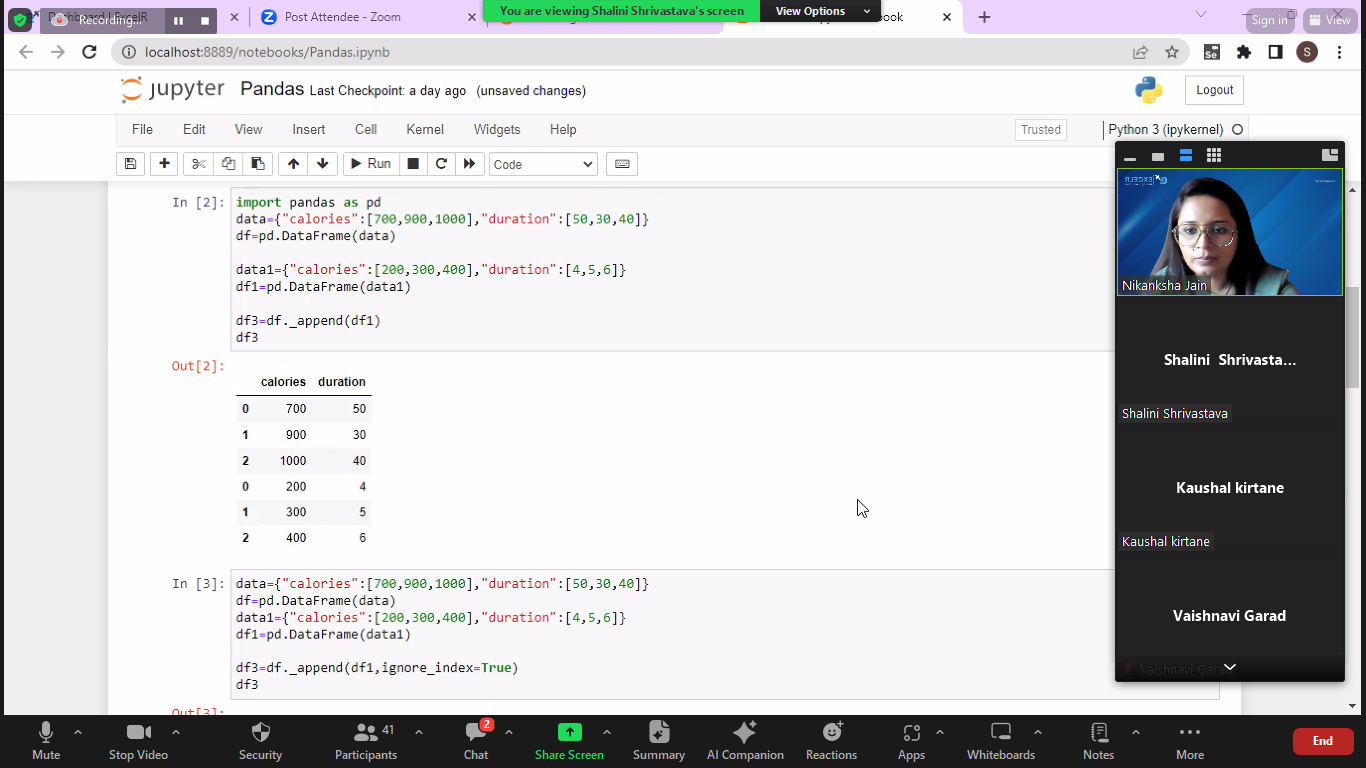 Recording...
Post Attendee - Zoom
You are viewing Shalini Shrivastava's screen
View Options
Sign in
View
localhost:8889/notebooks/Pandas.ipynb
S
jupyter Pandas Last Checkpoint: a day ago (unsaved changes)
Logout
File Edit View Insert Cell Kernel Widgets Help
Trusted
Python 3 (ipykernel)
Run
Code
In [2]:
import pandas as pd
data={"calories":[700,900,1000],"duration":[50,30,40]}
df=pd.DataFrame(data)
data1={"calories":[200,300,400],"duration":[4,5,6]}
df1=pd.DataFrame(data1)
df3=df._append(df1)
df3
Out[2]:
calories duration
0 700 50
1 900 30
2 1000 40
0 200 4
1 300 5
2 400 6
In [3]:
data={"calories":[700,900,1000],"duration":[50,30,40]}
df=pd.DataFrame(data)
data1={"calories":[200,300,400],"duration":[4,5,6]}
df1=pd.DataFrame(data1)
df3=df._append(df1,ignore_index=True)
df3
Out[3]:
Nikanksha Jain
Shalini Shrivasta...
Shalini Shrivastava
Kaushal kirtane
Kaushal kirtane
Vaishnavi Garad
Vaishnavi Garad
Mute
Stop Video
Security
41
Participants
2
Chat
Share Screen
Summary
AI Companion
Reactions
Apps
Whiteboards
Notes
More
End